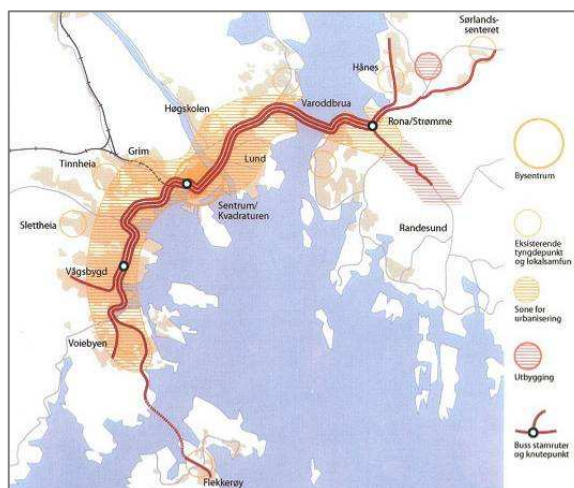 Sørlands-
senteret
Hånes
Varoddbrua
Høgskolen
Rona/Strømme
Grim
Lund
Tinnheia
Sentrum/
Kvadraturen
Slettheia
Randesund
Vågsbygd
Voiebyen
Flekkerøy
Bysentrum
Eksisterende
tyngdepunkt
og lokalsamfun
Sone for
urbanisering
Utbygging
Buss stamruter
og knutepunkt